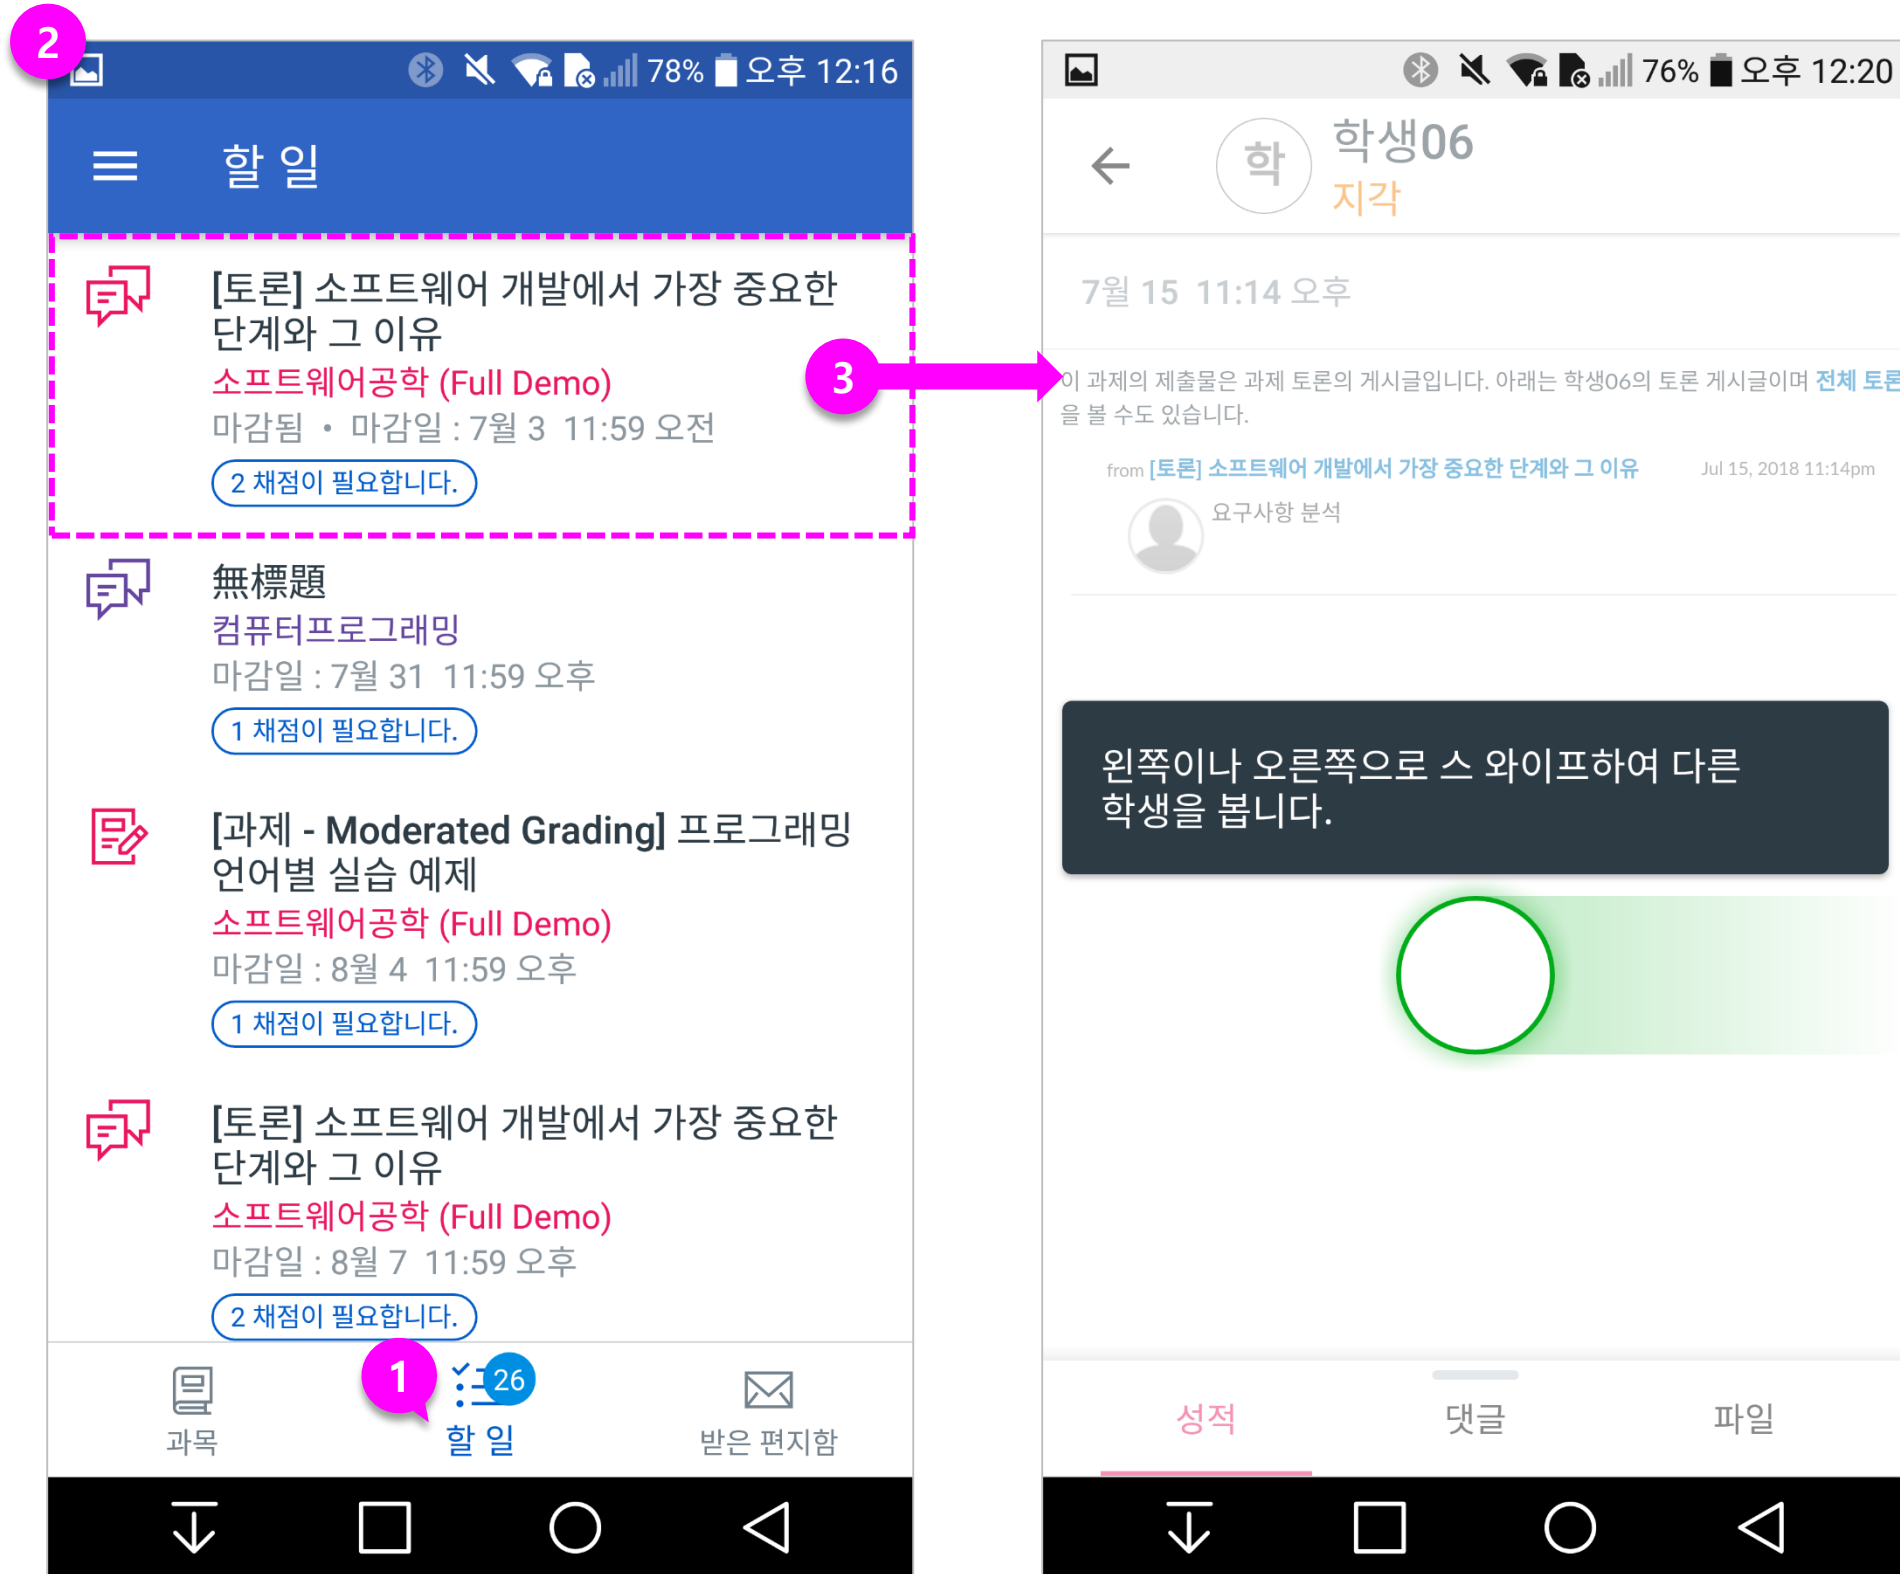 2
78% 오후 12:16
할 일
[토론] 소프트웨어 개발에서 가장 중요한
단계와 그 이유
소프트웨어공학 (Full Demo)
마감됨 • 마감일 : 7월 3 11:59 오전
2 채점이 필요합니다.
3
無標題
컴퓨터프로그래밍
마감일 : 7월 31 11:59 오후
1 채점이 필요합니다.
[과제 - Moderated Grading] 프로그래밍
언어별 실습 예제
소프트웨어공학 (Full Demo)
마감일 : 8월 4 11:59 오후
1 채점이 필요합니다.
[토론] 소프트웨어 개발에서 가장 중요한
단계와 그 이유
소프트웨어공학 (Full Demo)
마감일 : 8월 7 11:59 오후
2 채점이 필요합니다.
1
26
과목
할 일
받은 편지함
76% 오후 12:20
학
학생06
지각
7월 15 11:14 오후
이 과제의 제출물은 과제 토론의 게시글입니다. 아래는 학생06의 토론 게시글이며 전체 토론
을 볼 수도 있습니다.
from [토론] 소프트웨어 개발에서 가장 중요한 단계와 그 이유 Jul 15, 2018 11:14pm
요구사항 분석
왼쪽이나 오른쪽으로 스 와이프하여 다른
학생을 봅니다.
성적
댓글
파일